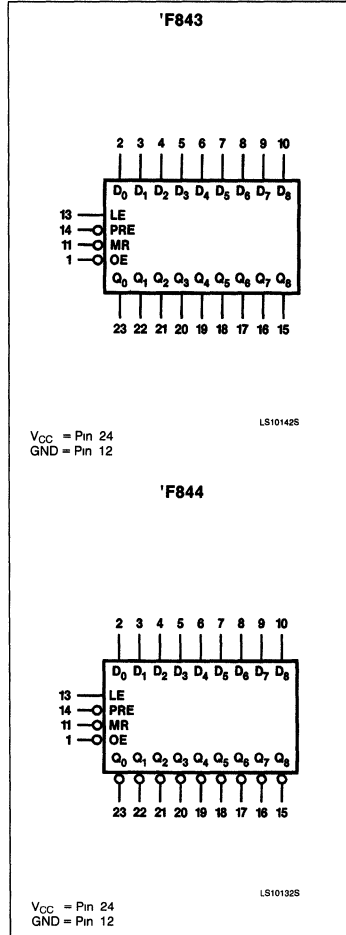 'F843
2 3 4 5 6 7 8 9 10
D0 D1 D2 D3 D4 D5 D6 D7 D8
13 LE
14 PRE
11 MR
1 OE
Q0 Q1 Q2 Q3 Q4 Q5 Q6 Q7 Q8
23 22 21 20 19 18 17 16 15
LS10142S
VCC = Pin 24
GND = Pin 12
'F844
2 3 4 5 6 7 8 9 10
D0 D1 D2 D3 D4 D5 D6 D7 D8
13 LE
14 PRE
11 MR
1 OE
Q0 Q1 Q2 Q3 Q4 Q5 Q6 Q7 Q8
23 22 21 20 19 18 17 16 15
LS10132S
VCC = Pin 24
GND = Pin 12